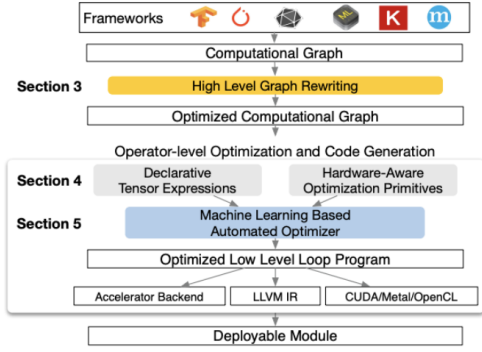 Frameworks
ML
K
m
Computational Graph
Section 3
High Level Graph Rewriting
Optimized Computational Graph
Operator-level Optimization and Code Generation
Section 4
Declarative
Tensor Expressions
Hardware-Aware
Optimization Primitives
Section 5
Machine Learning Based
Automated Optimizer
Optimized Low Level Loop Program
Accelerator Backend
LLVM IR
CUDA/Metal/OpenCL
Deployable Module